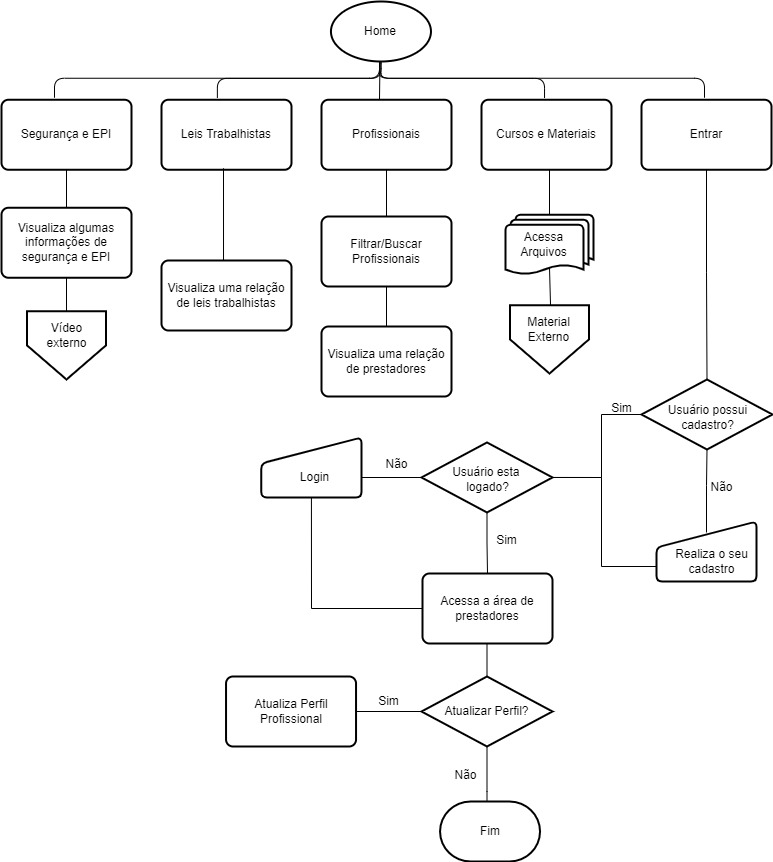 Home
Segurança e EPI
Leis Trabalhistas
Profissionais
Cursos e Materiais
Entrar
Visualiza algumas
informações de
segurança e EPI
Filtrar/Buscar
Profissionais
Acessa
Arquivos
Visualiza uma relação
de leis trabalhistas
Vídeo
externo
Visualiza uma relação
de prestadores
Material
Externo
Sim
Usuário possui
cadastro?
Não
Login
Não
Usuário esta
logado?
Sim
Realiza o seu
cadastro
Acessa a área de
prestadores
Atualiza Perfil
Profissional
Sim
Atualizar Perfil?
Não
Fim